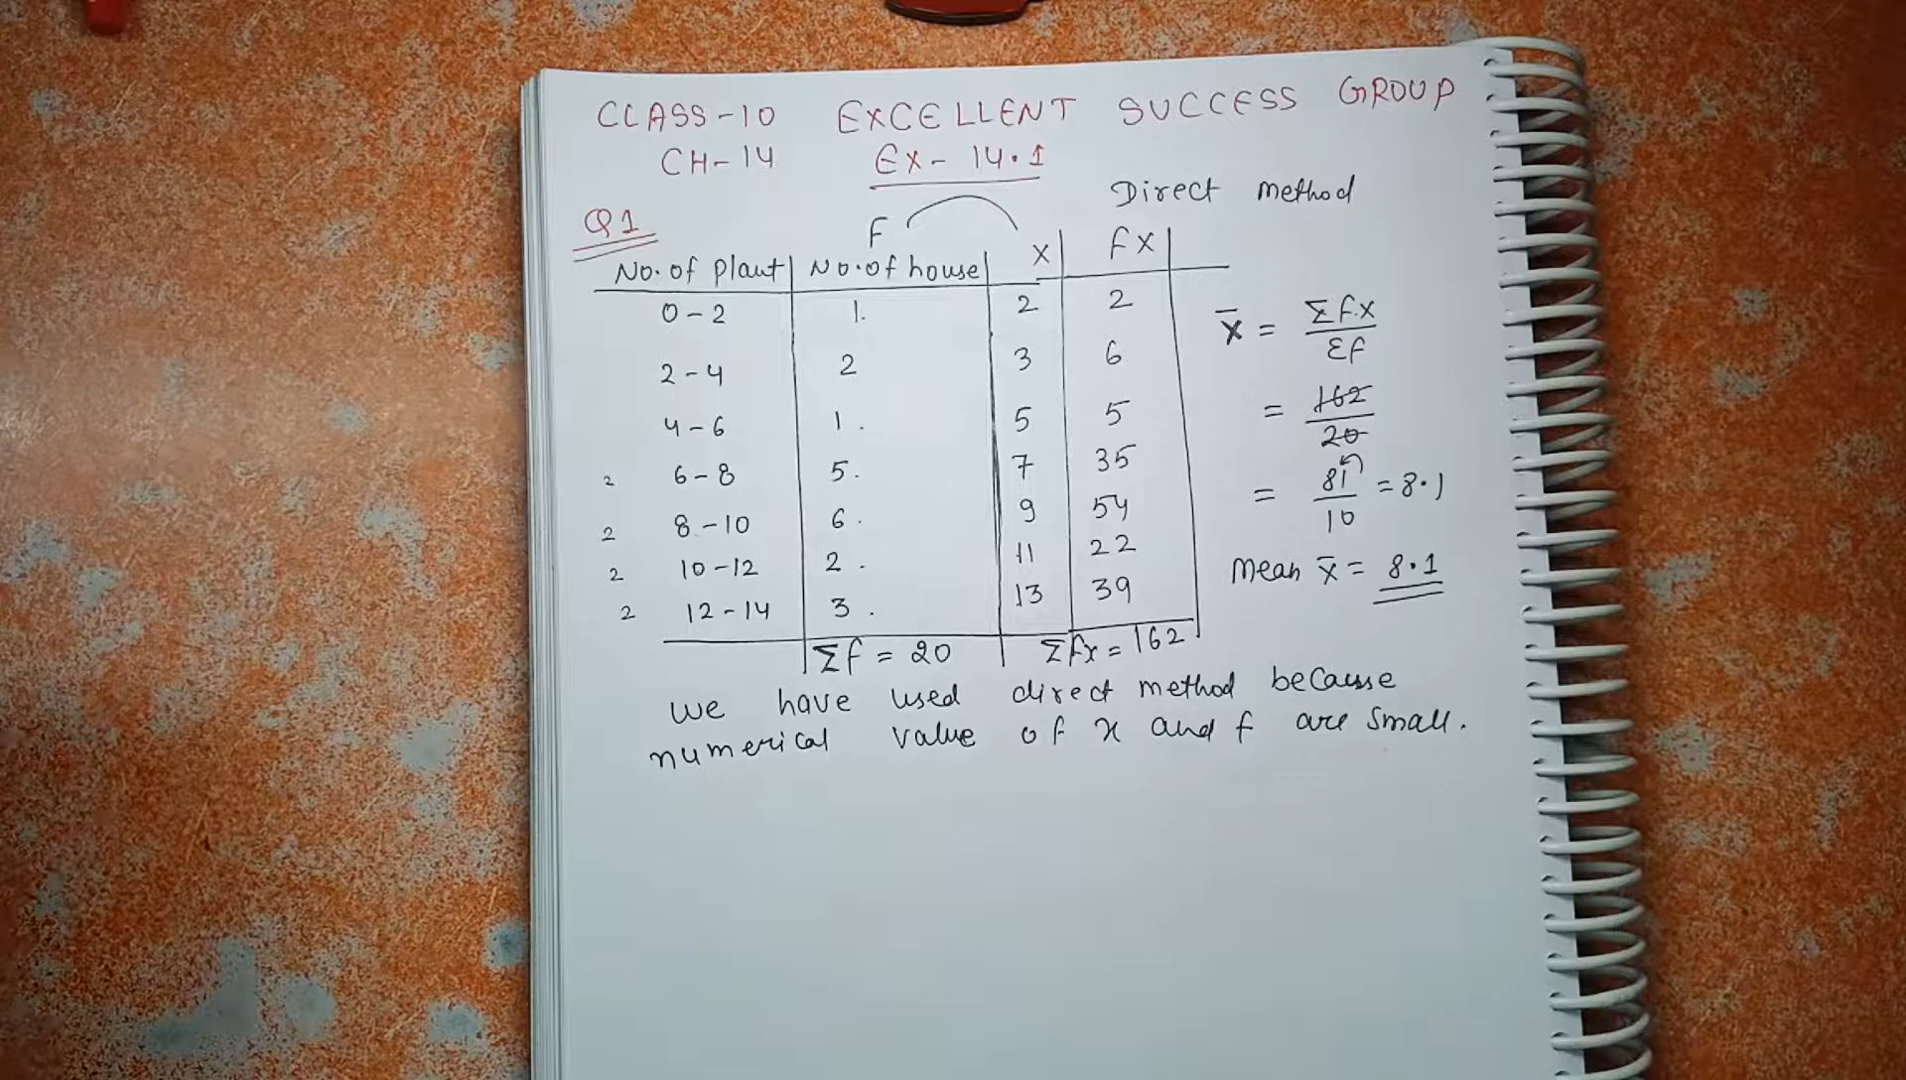 CLASS-10 EXCELLENT SUCCESS GROUP
CH-14 EX- 14.1
Direct method
Q1
F
No. of plant No.of house X FX
0-2 1. 2 2
2-4 2 3 6
4-6 1. 5 5
2 6-8 5. 7 35
2 8-10 6. 9 54
2 10-12 2. 11 22
2 12-14 3. 13 39
Σf = 20 Σfx = 162
x̄ = Σf.x / Σf
= 162 / 20
= 81 / 10 = 8.1
Mean x̄ = 8.1
we have used direct method because
numerical value of x and f are small.